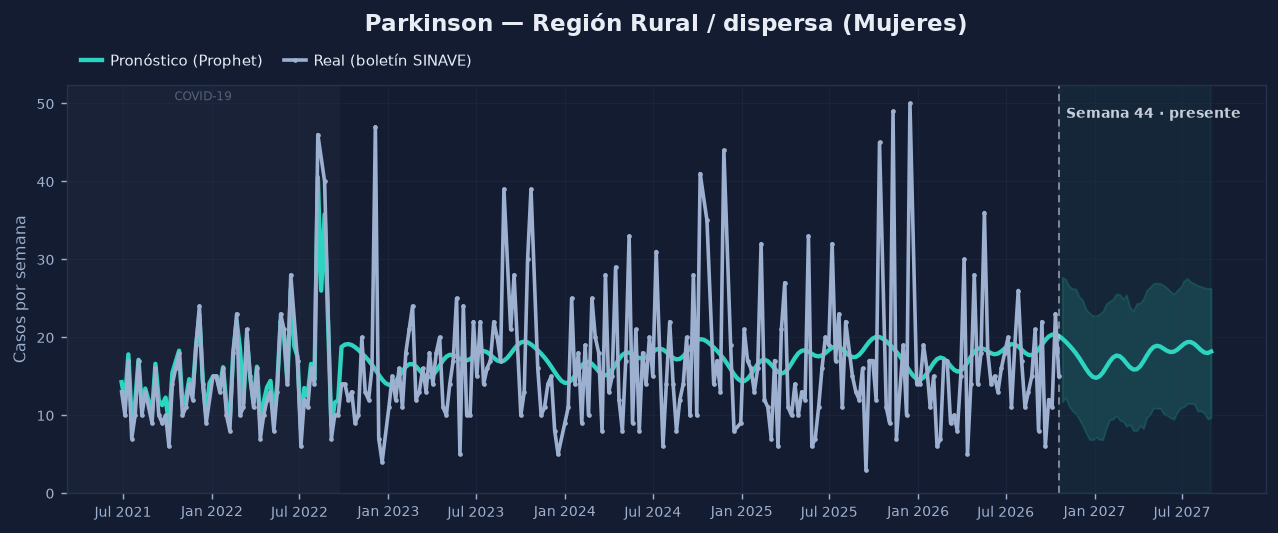 Parkinson — Región Rural / dispersa (Mujeres)
Pronóstico (Prophet)
Real (boletín SINAVE)
COVID-19
Semana 44 · presente
Casos por semana
50
40
30
20
10
0
Jul 2021
Jan 2022
Jul 2022
Jan 2023
Jul 2023
Jan 2024
Jul 2024
Jan 2025
Jul 2025
Jan 2026
Jul 2026
Jan 2027
Jul 2027